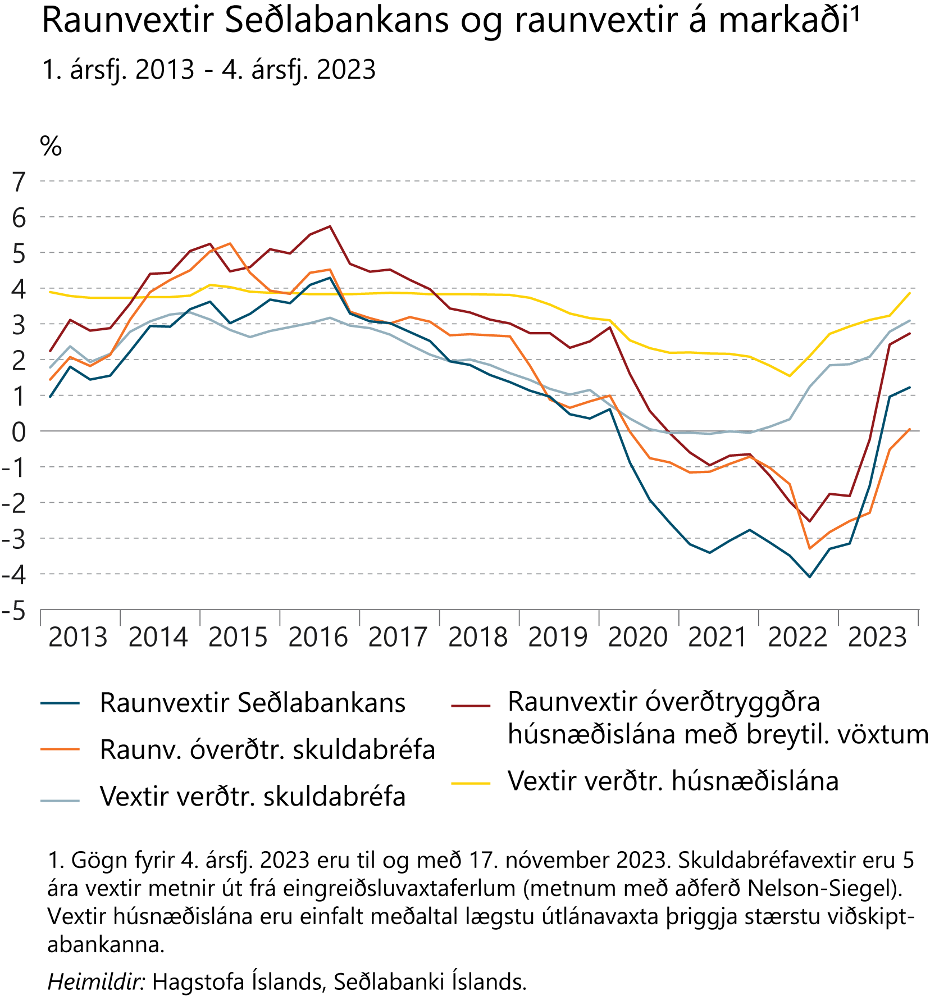 Raunvextir Seðlabankans og raunvextir á markaði¹
1. ársfj. 2013 - 4. ársfj. 2023
%
7
6
5
4
3
2
1
0
-1
-2
-3
-4
-5
2013 2014 2015 2016 2017 2018 2019 2020 2021 2022 2023
Raunvextir Seðlabankans
Raunv. óverðtr. skuldabréfa
Vextir verðtr. skuldabréfa
Raunvextir óverðtryggðra
húsnæðislána með breytil. vöxtum
Vextir verðtr. húsnæðislána
1. Gögn fyrir 4. ársfj. 2023 eru til og með 17. nóvember 2023. Skuldabréfavextir eru 5
ára vextir metnir út frá eingreiðsluvaxtaferlum (metnum með aðferð Nelson-Siegel).
Vextir húsnæðislána eru einfalt meðaltal lægstu útlánavaxta þriggja stærstu viðskipt-
abankanna.
Heimildir: Hagstofa Íslands, Seðlabanki Íslands.